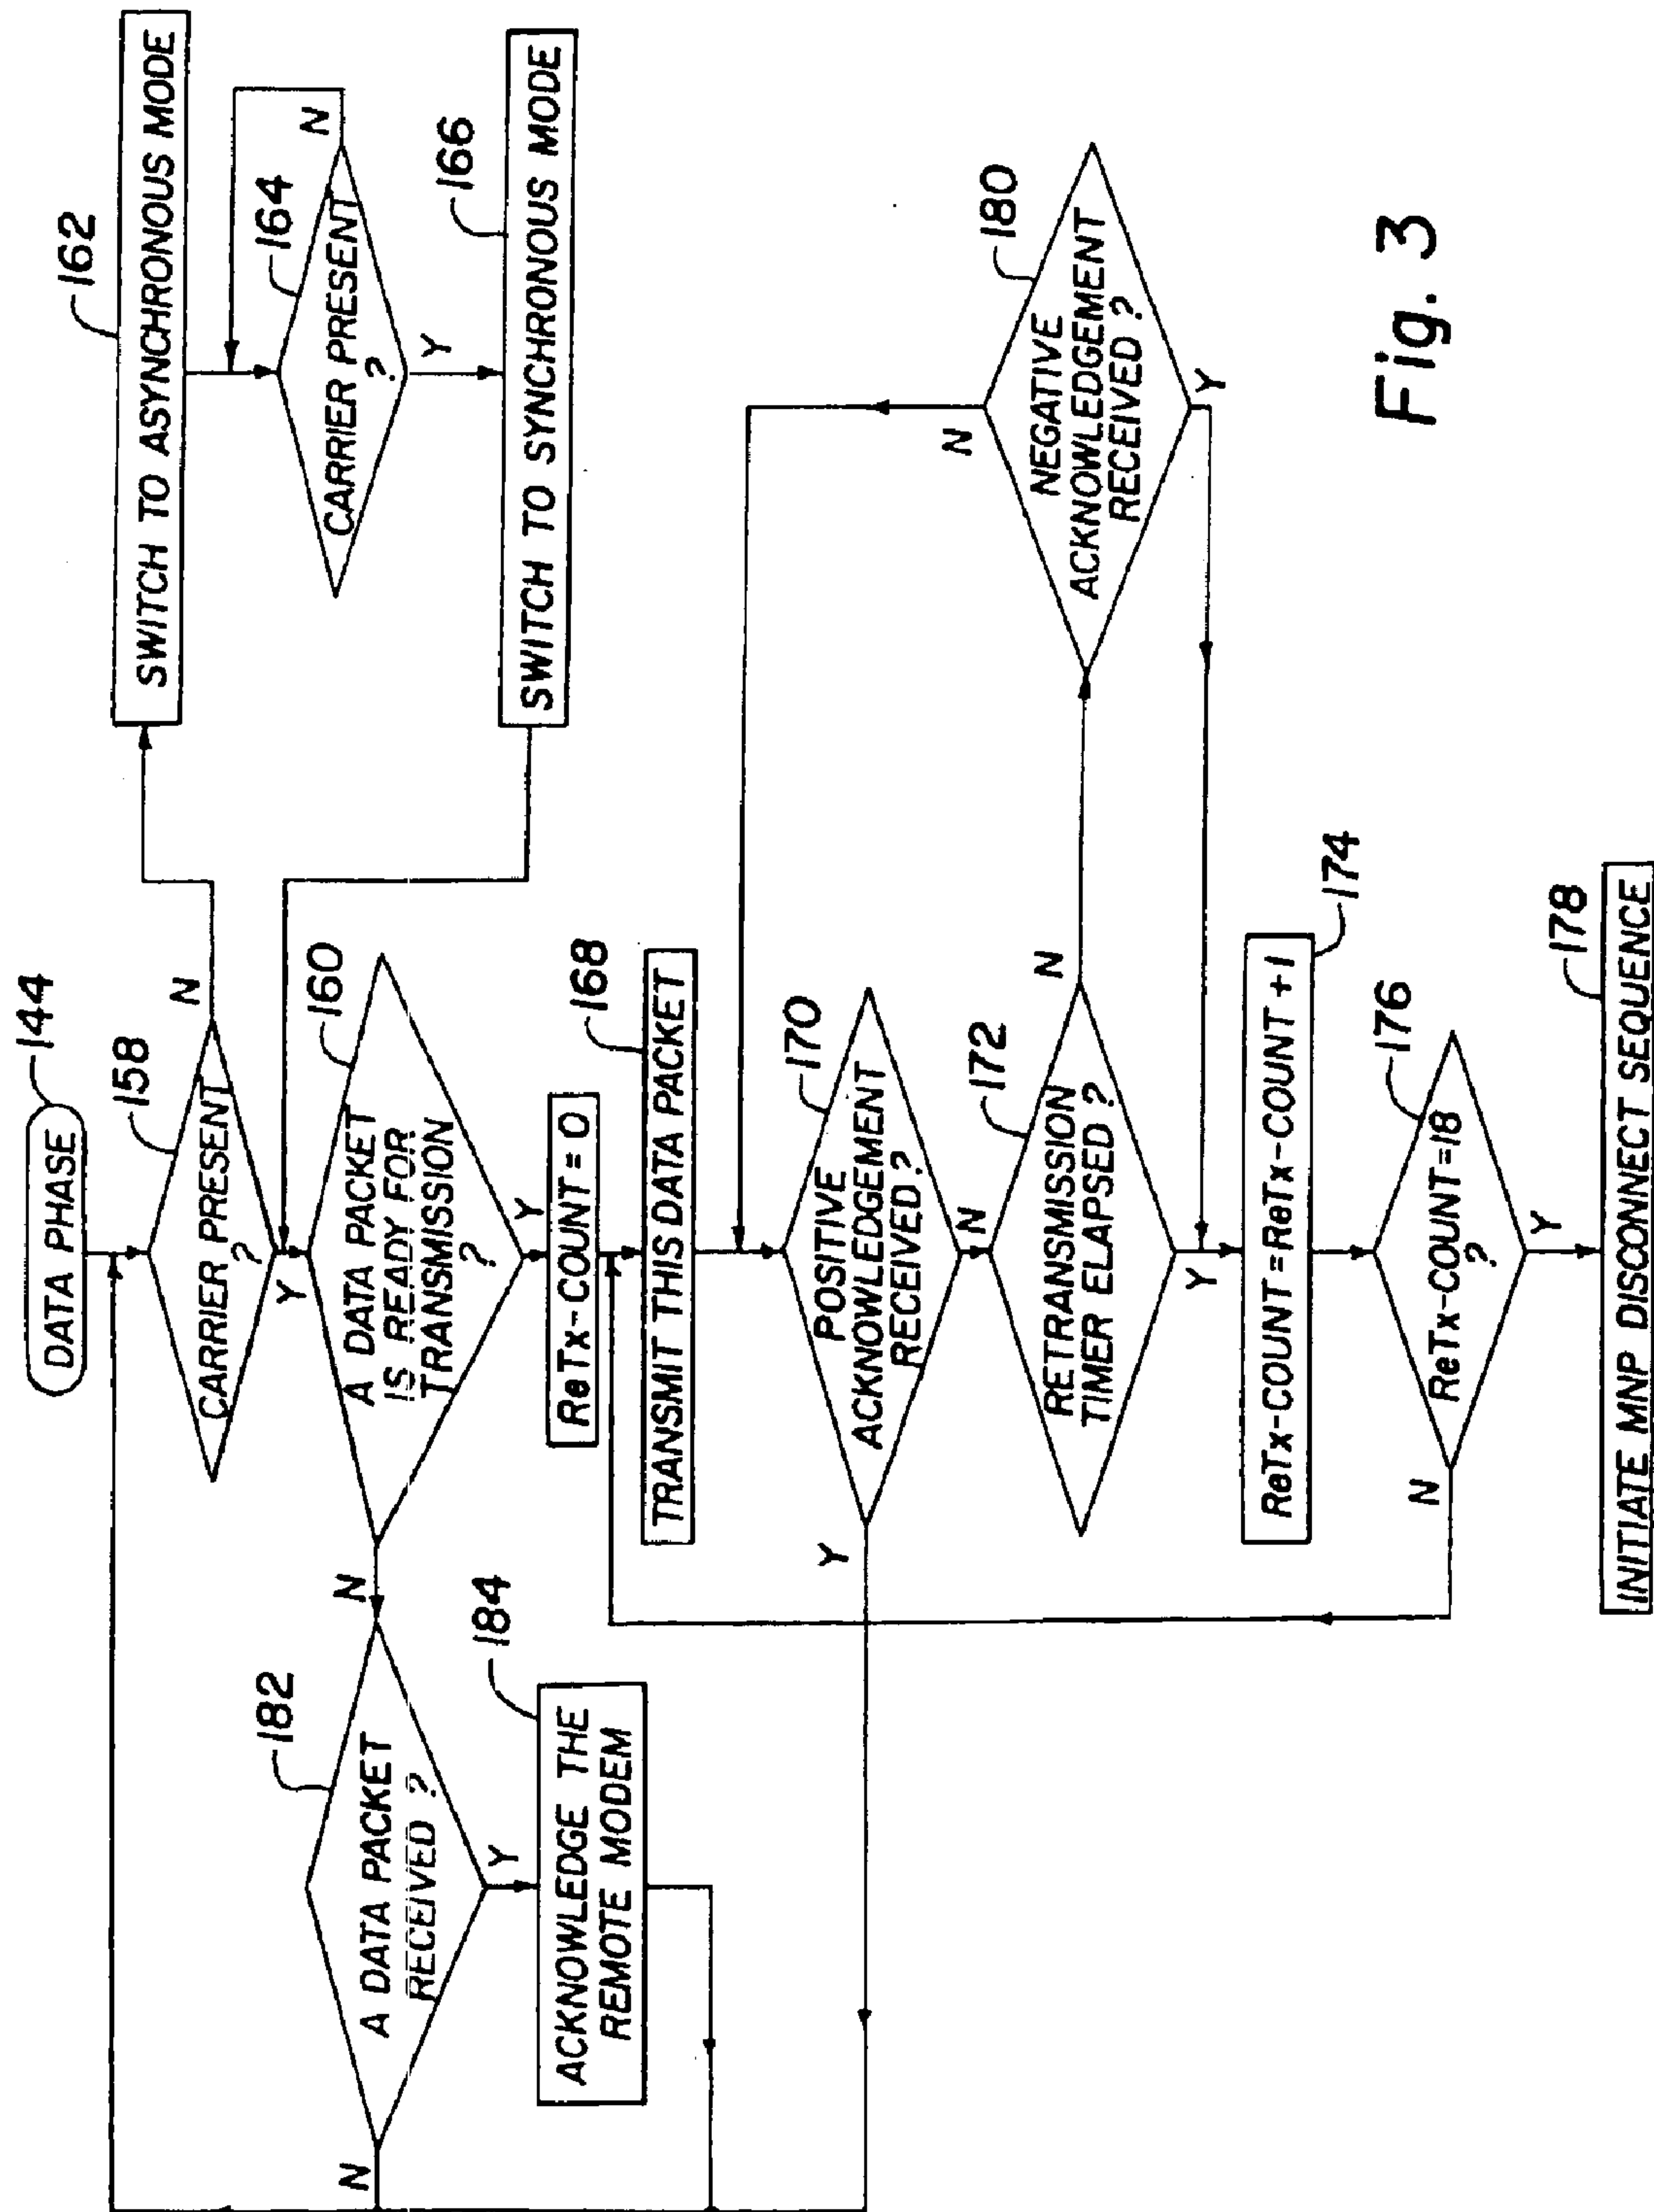 DATA PHASE
144
CARRIER PRESENT
?
158
N
Y
SWITCH TO ASYNCHRONOUS MODE
162
CARRIER PRESENT
?
164
N
Y
SWITCH TO SYNCHRONOUS MODE
166
A DATA PACKET
IS READY FOR
TRANSMISSION
?
160
N
Y
A DATA PACKET
RECEIVED ?
182
N
Y
ACKNOWLEDGE THE
REMOTE MODEM
184
ReTx-COUNT = 0
TRANSMIT THIS DATA PACKET
168
POSITIVE
ACKNOWLEDGEMENT
RECEIVED ?
170
Y
N
RETRANSMISSION
TIMER ELAPSED ?
172
N
Y
NEGATIVE
ACKNOWLEDGEMENT
RECEIVED ?
180
N
Y
ReTx-COUNT = ReTx-COUNT + 1
174
ReTx-COUNT = 18
?
176
N
Y
INITIATE MNP DISCONNECT SEQUENCE
178
Fig. 3